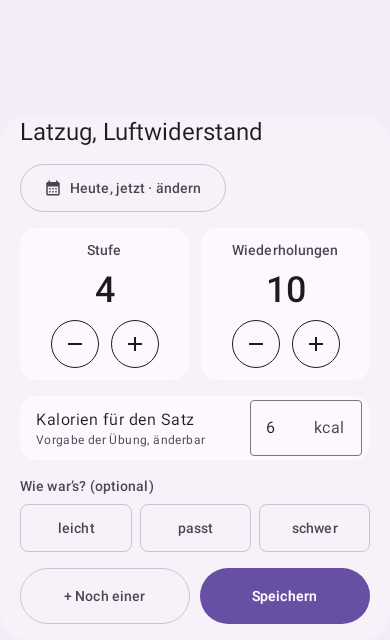 Latzug, Luftwiderstand
Heute, jetzt · ändern
Stufe
4
Wiederholungen
10
Kalorien für den Satz
Vorgabe der Übung, änderbar
6 kcal
Wie war's? (optional)
leicht
passt
schwer
+ Noch einer
Speichern